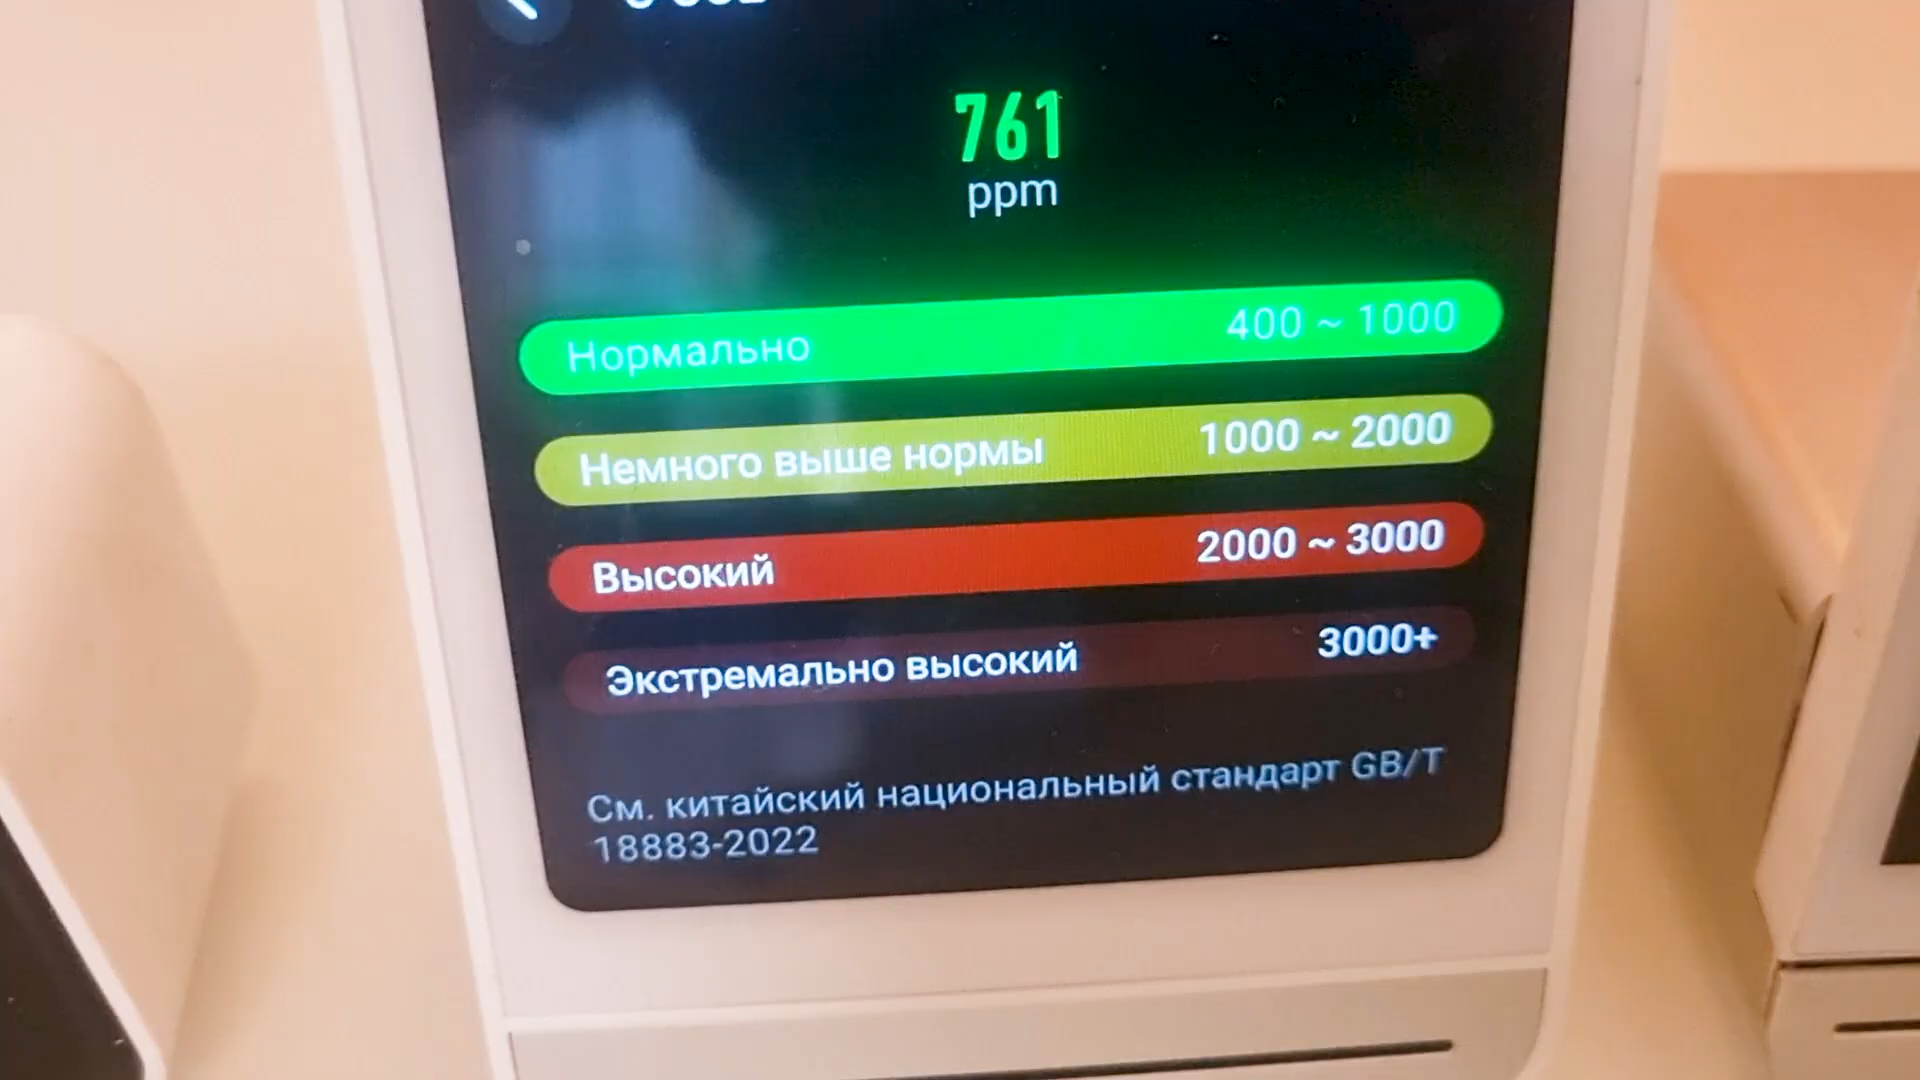 761
ppm
Нормально 400 ~ 1000
Немного выше нормы 1000 ~ 2000
Высокий 2000 ~ 3000
Экстремально высокий 3000+
См. китайский национальный стандарт GB/T
18883-2022